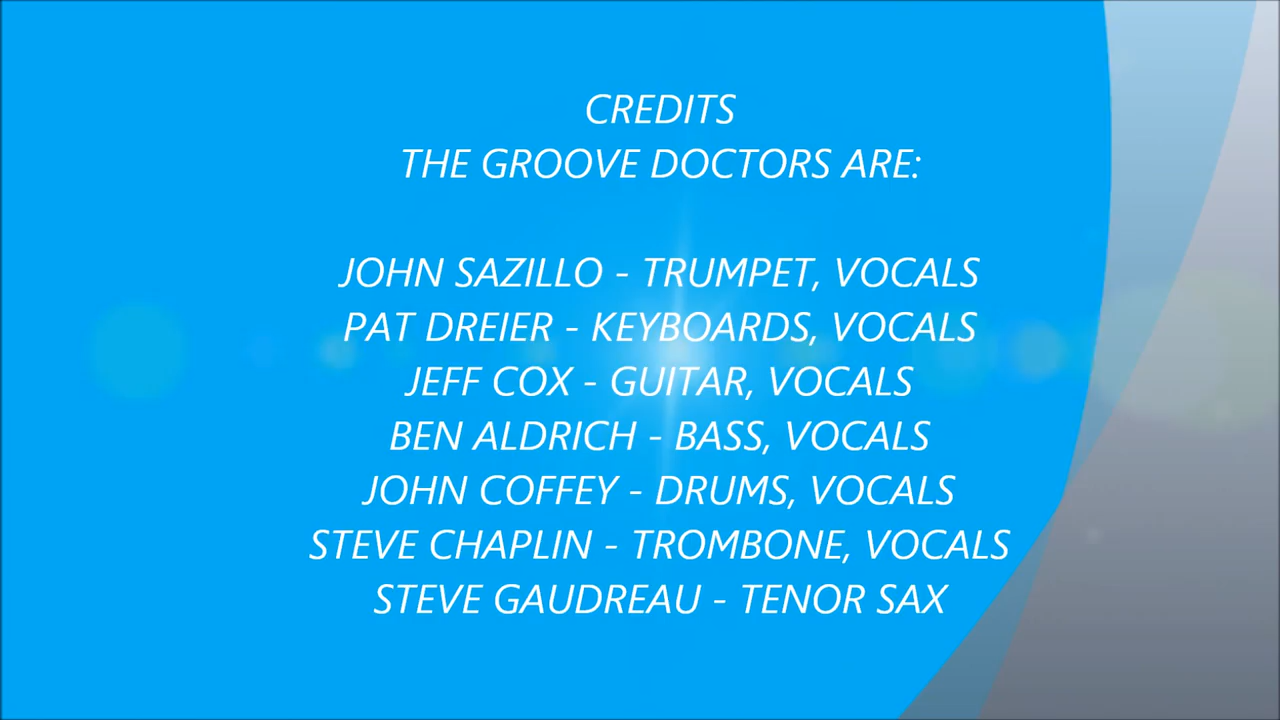 CREDITS
THE GROOVE DOCTORS ARE:
JOHN SAZILLO - TRUMPET, VOCALS
PAT DREIER - KEYBOARDS, VOCALS
JEFF COX - GUITAR, VOCALS
BEN ALDRICH - BASS, VOCALS
JOHN COFFEY - DRUMS, VOCALS
STEVE CHAPLIN - TROMBONE, VOCALS
STEVE GAUDREAU - TENOR SAX